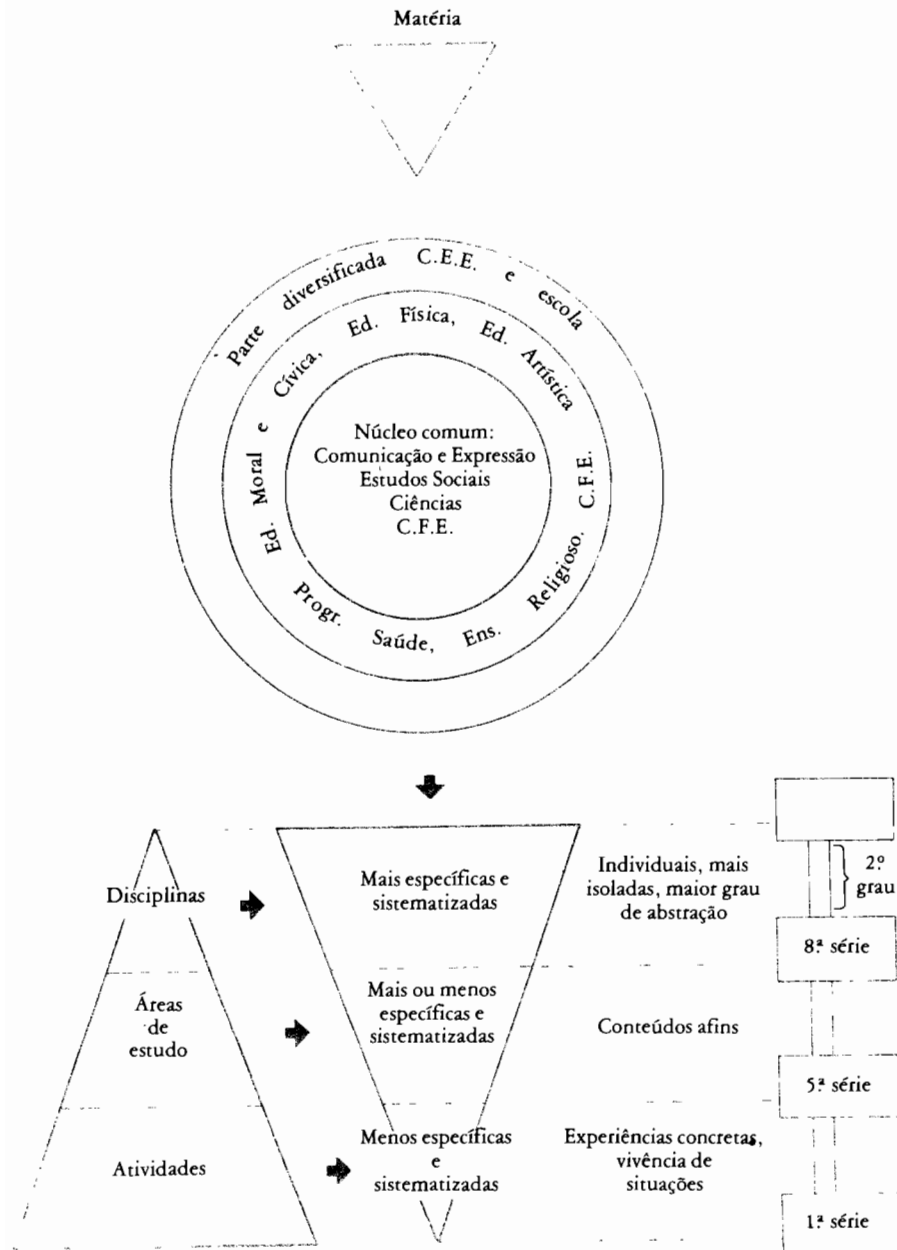 Matéria
Parte diversificada C.E.E. e escola
Ed. Moral e Cívica, Ed. Física, Ed. Artística
Progr. Saúde, Ens. Religioso. C.F.E.
Núcleo comum:
Comunicação e Expressão
Estudos Sociais
Ciências
C.F.E.
Disciplinas
Mais específicas e
sistematizadas
Individuais, mais
isoladas, maior grau
de abstração
2º
grau
8ª série
Áreas
de
estudo
Mais ou menos
específicas e
sistematizadas
Conteúdos afins
5ª série
Atividades
Menos específicas
e
sistematizadas
Experiências concretas,
vivência de
situações
1ª série